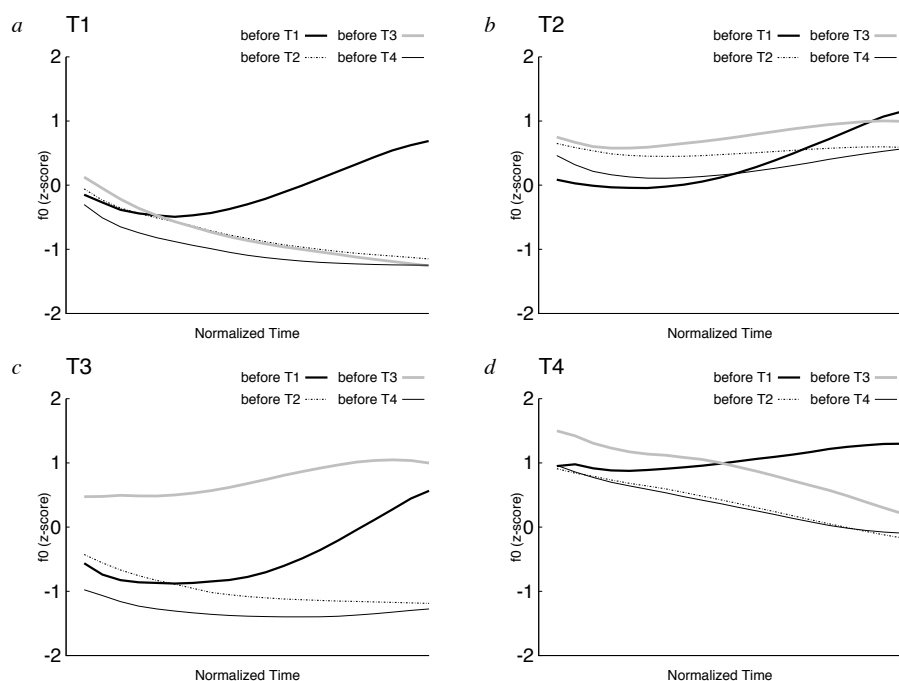 a T1
before T1 before T3
before T2 before T4
2
1
0
-1
-2
f0 (z-score)
Normalized Time
b T2
before T1 before T3
before T2 before T4
2
1
0
-1
-2
f0 (z-score)
Normalized Time
c T3
before T1 before T3
before T2 before T4
2
1
0
-1
-2
f0 (z-score)
Normalized Time
d T4
before T1 before T3
before T2 before T4
2
1
0
-1
-2
f0 (z-score)
Normalized Time